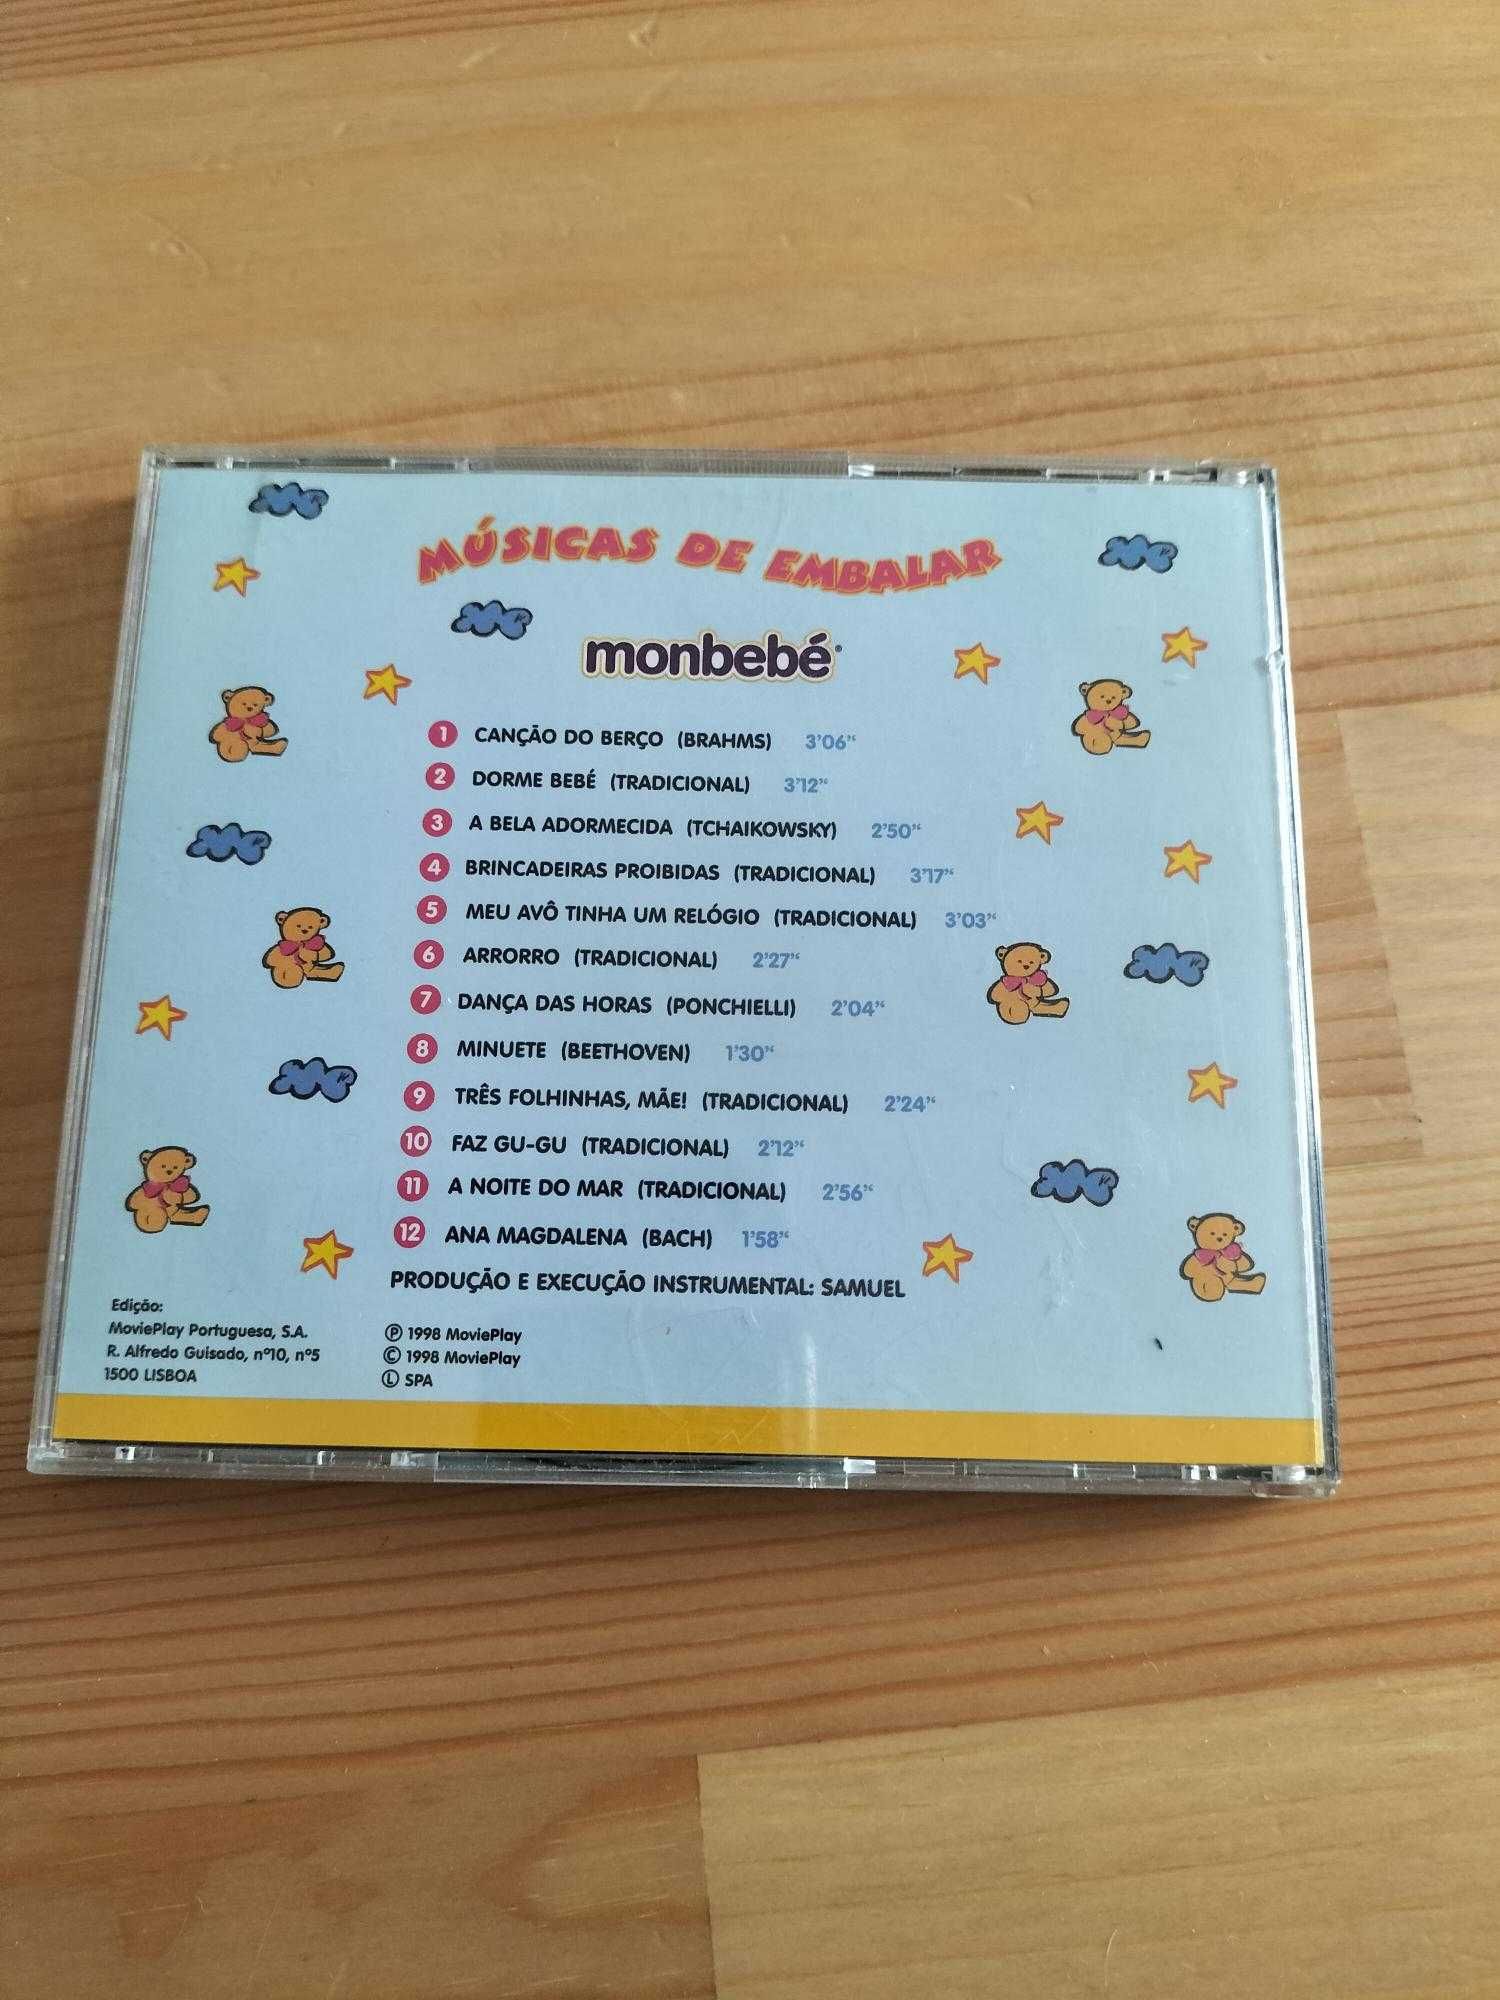 MÚSICAS DE EMBALAR
monbebé
1 CANÇÃO DO BERÇO (BRAHMS) 3'06"
2 DORME BEBÉ (TRADICIONAL) 3'12"
3 A BELA ADORMECIDA (TCHAIKOWSKY) 2'50"
4 BRINCADEIRAS PROIBIDAS (TRADICIONAL) 3'17"
5 MEU AVÔ TINHA UM RELÓGIO (TRADICIONAL) 3'03"
6 ARRORRO (TRADICIONAL) 2'27"
7 DANÇA DAS HORAS (PONCHIELLI) 2'04"
8 MINUETE (BEETHOVEN) 1'30"
9 TRÊS FOLHINHAS, MÃE! (TRADICIONAL) 2'24"
10 FAZ GU-GU (TRADICIONAL) 2'12"
11 A NOITE DO MAR (TRADICIONAL) 2'56"
12 ANA MAGDALENA (BACH) 1'58"
PRODUÇÃO E EXECUÇÃO INSTRUMENTAL: SAMUEL
Edição:
MoviePlay Portuguesa, S.A.
R. Alfredo Guisado, nº10, nº5
1500 LISBOA
Ⓟ 1998 MoviePlay
© 1998 MoviePlay
Ⓛ SPA